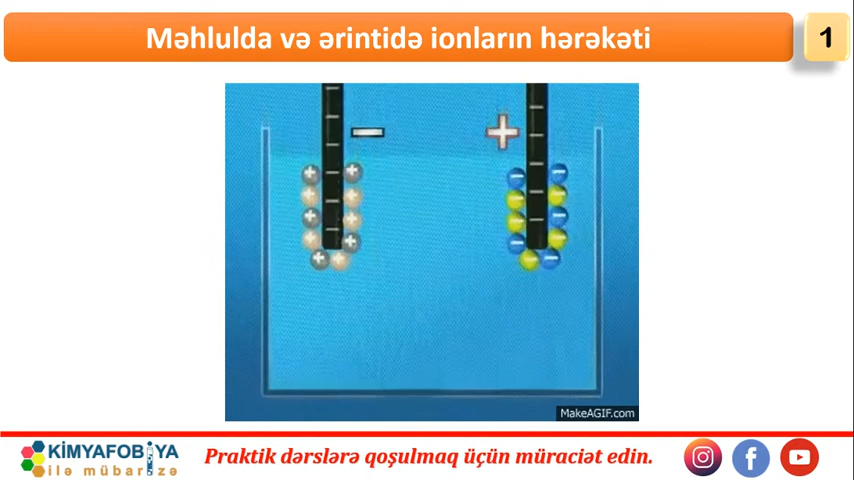 Məhlulda və ərintidə ionların hərəkəti
1
MakeAGIF.com
KİMYAFOBİYA
ilə mübarizə
Praktik dərslərə qoşulmaq üçün müraciət edin.